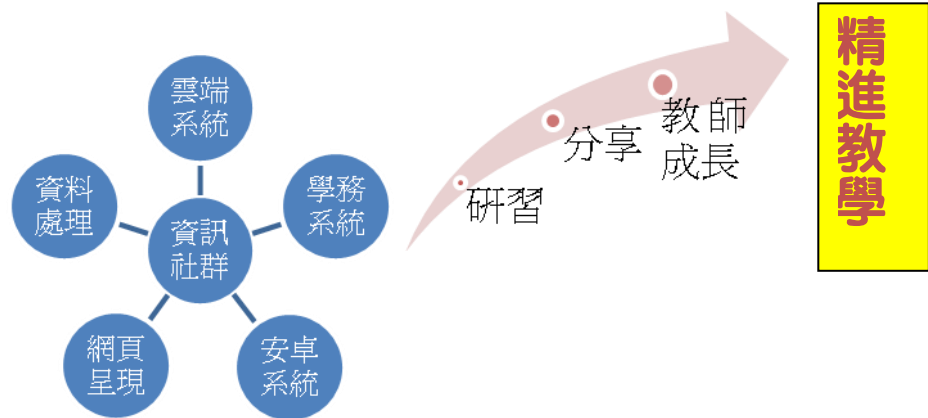 雲端
系統
資料
處理
學務
系統
資訊
社群
網頁
呈現
安卓
系統
研習
分享
教師
成長
精進教學